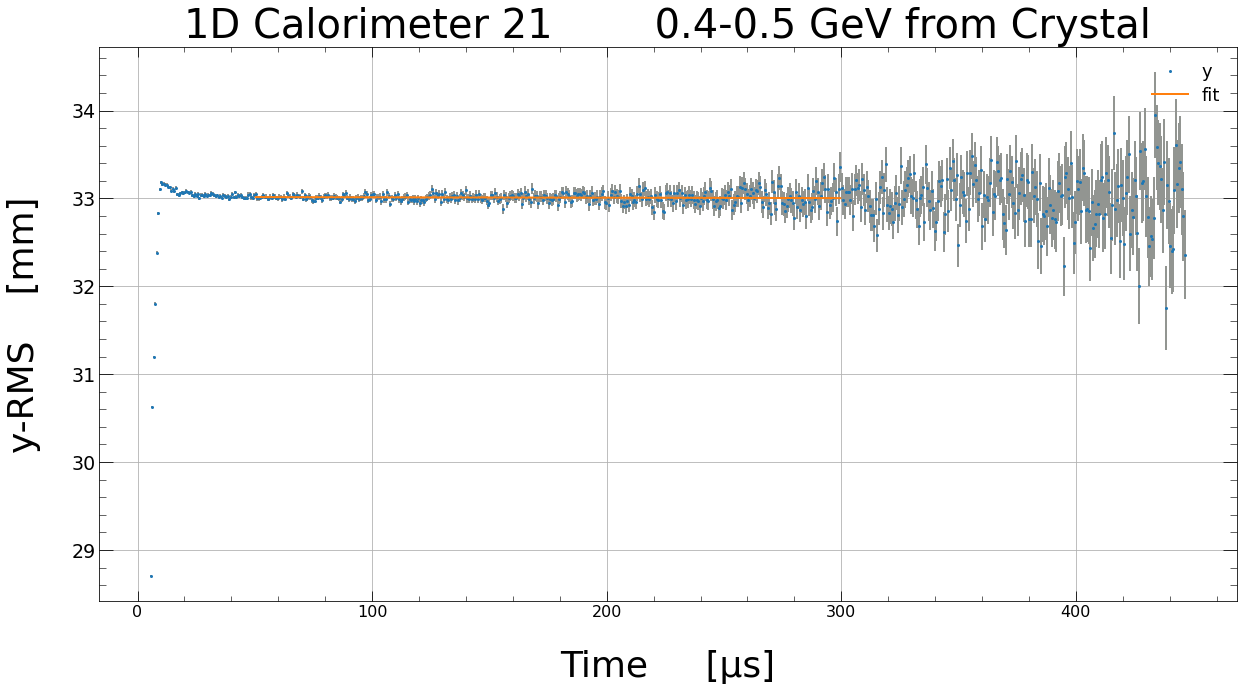 1D Calorimeter 21 0.4-0.5 GeV from Crystal
y
fit
34
33
32
31
30
29
y-RMS [mm]
0 100 200 300 400
Time [μs]